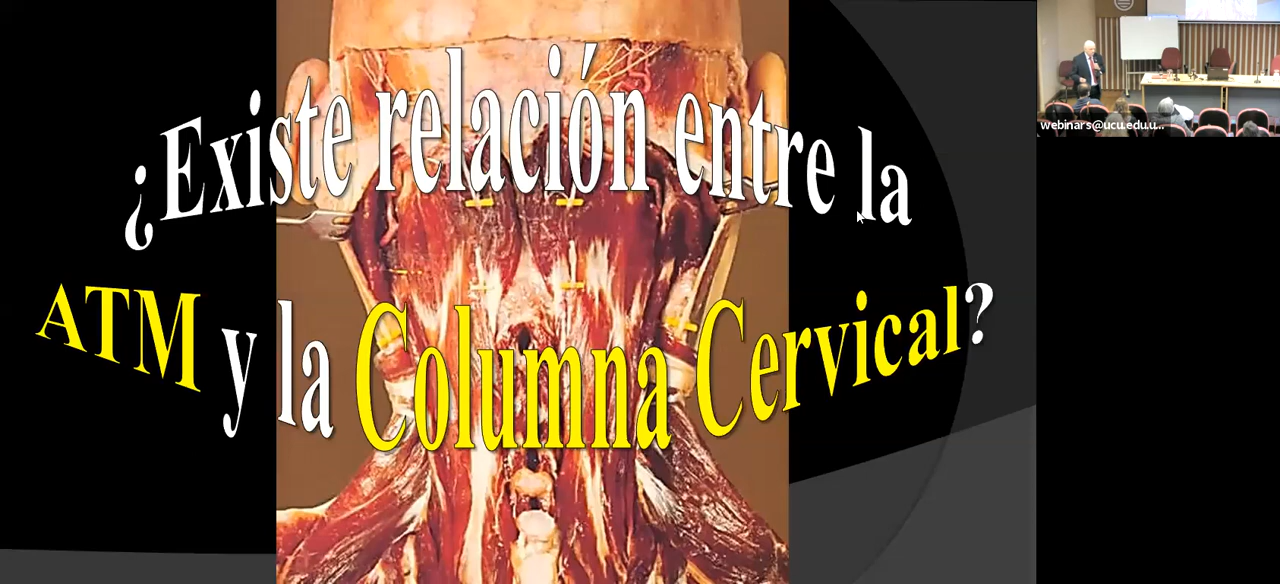 ¿Existe relación entre la
ATM y la Columna Cervical?
webinars@ucu.edu.u...